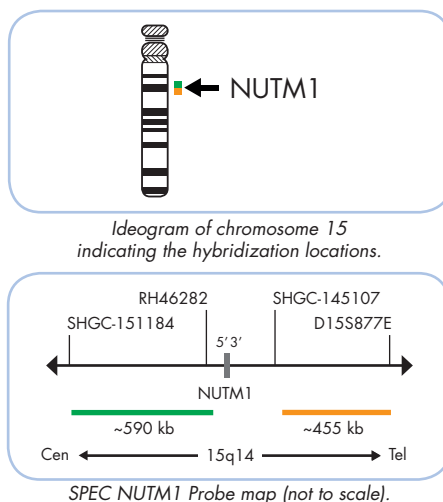 NUTM1
Ideogram of chromosome 15
indicating the hybridization locations.
RH46282 SHGC-145107
SHGC-151184 D15S877E
5' 3'
NUTM1
~590 kb ~455 kb
Cen 15q14 Tel
SPEC NUTM1 Probe map (not to scale).